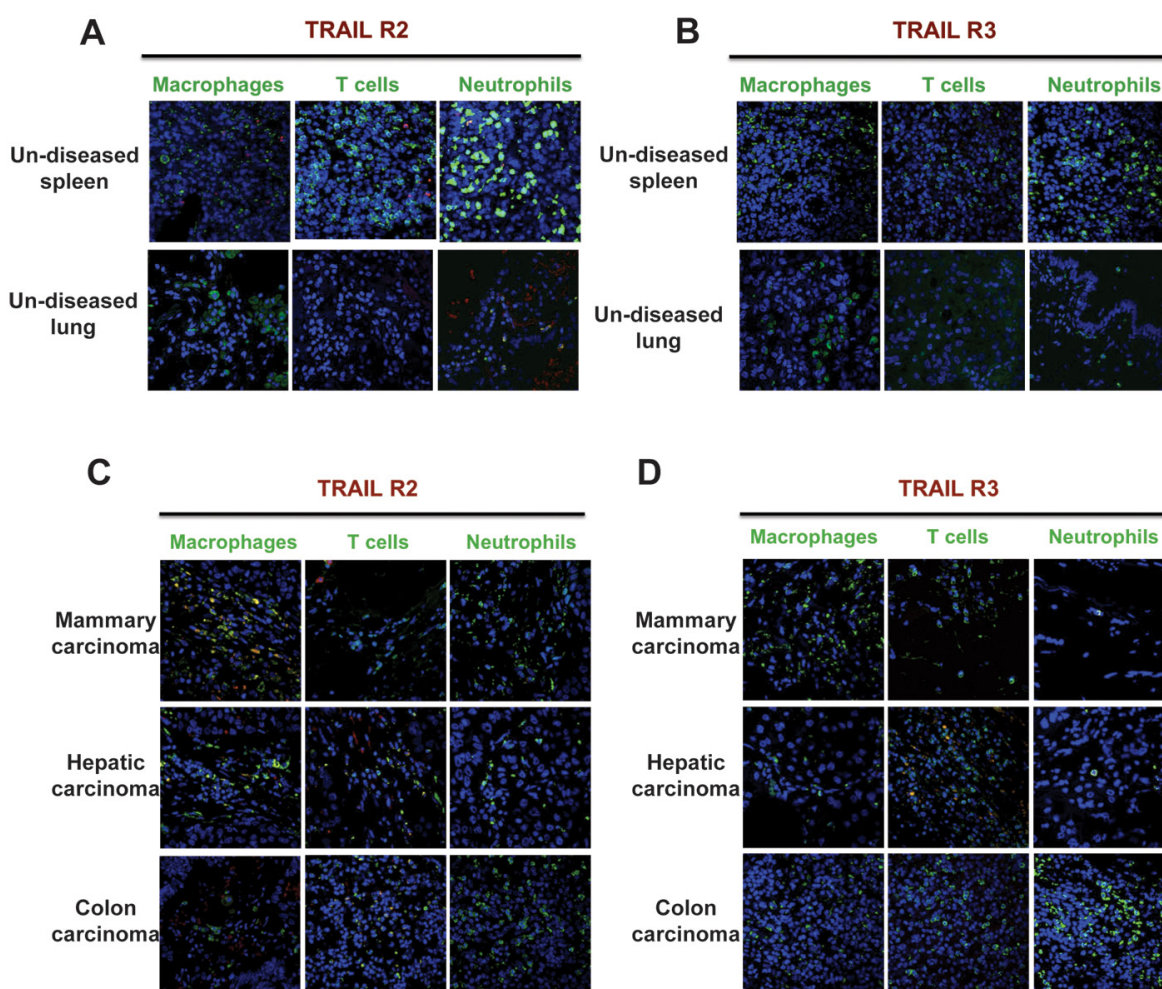 A
TRAIL R2
Macrophages T cells Neutrophils
Un-diseased
spleen
Un-diseased
lung
B
TRAIL R3
Macrophages T cells Neutrophils
Un-diseased
spleen
Un-diseased
lung
C
TRAIL R2
Macrophages T cells Neutrophils
Mammary
carcinoma
Hepatic
carcinoma
Colon
carcinoma
D
TRAIL R3
Macrophages T cells Neutrophils
Mammary
carcinoma
Hepatic
carcinoma
Colon
carcinoma